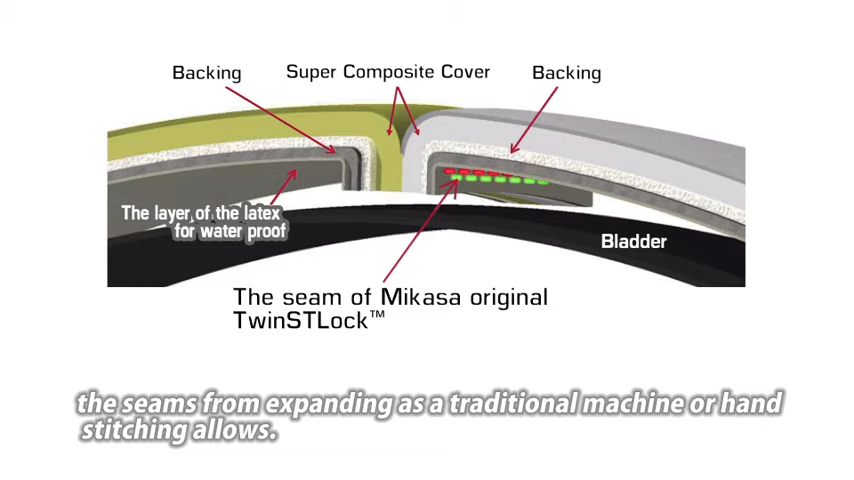 Backing
Super Composite Cover
Backing
The layer of the latex
for water proof
Bladder
The seam of Mikasa original
TwinSTLock™
the seams from expanding as a traditional machine or hand
stitching allows.